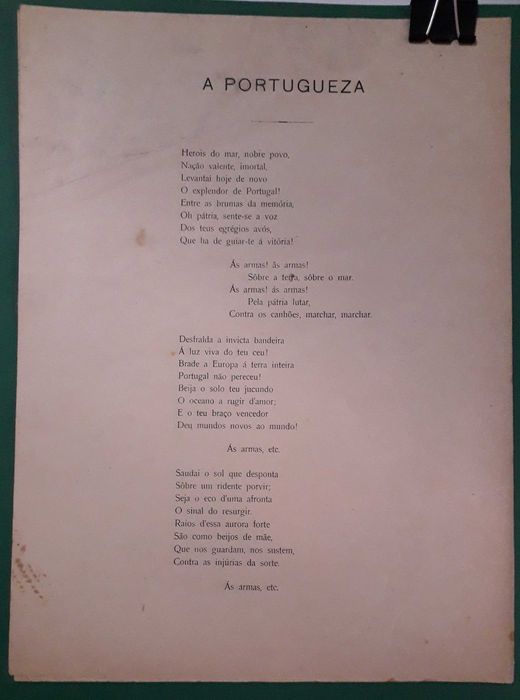 A PORTUGUEZA
Herois do mar, nobre povo,
Nação valente, imortal,
Levantai hoje de novo
O explendor de Portugal!
Entre as brumas da memória,
Oh pátria, sente-se a voz
Dos teus egrégios avós,
Que ha de guiar-te á vitória!
Ás armas! ás armas!
Sôbre a terra, sôbre o mar.
Ás armas! ás armas!
Pela pátria lutar,
Contra os canhões, marchar, marchar.
Desfralda a invicta bandeira
Á luz viva do teu ceu!
Brade a Europa á terra inteira
Portugal não pereceu!
Beija o solo teu jucundo
O oceano a rugir d'amor;
E o teu braço vencedor
Deu mundos novos ao mundo!
Ás armas, etc.
Saudai o sol que desponta
Sôbre um ridente porvir;
Seja o eco d'uma afronta
O sinal do resurgir.
Raios d'essa aurora forte
São como beijos de mãe,
Que nos guardam, nos sustem,
Contra as injúrias da sorte.
Ás armas, etc.